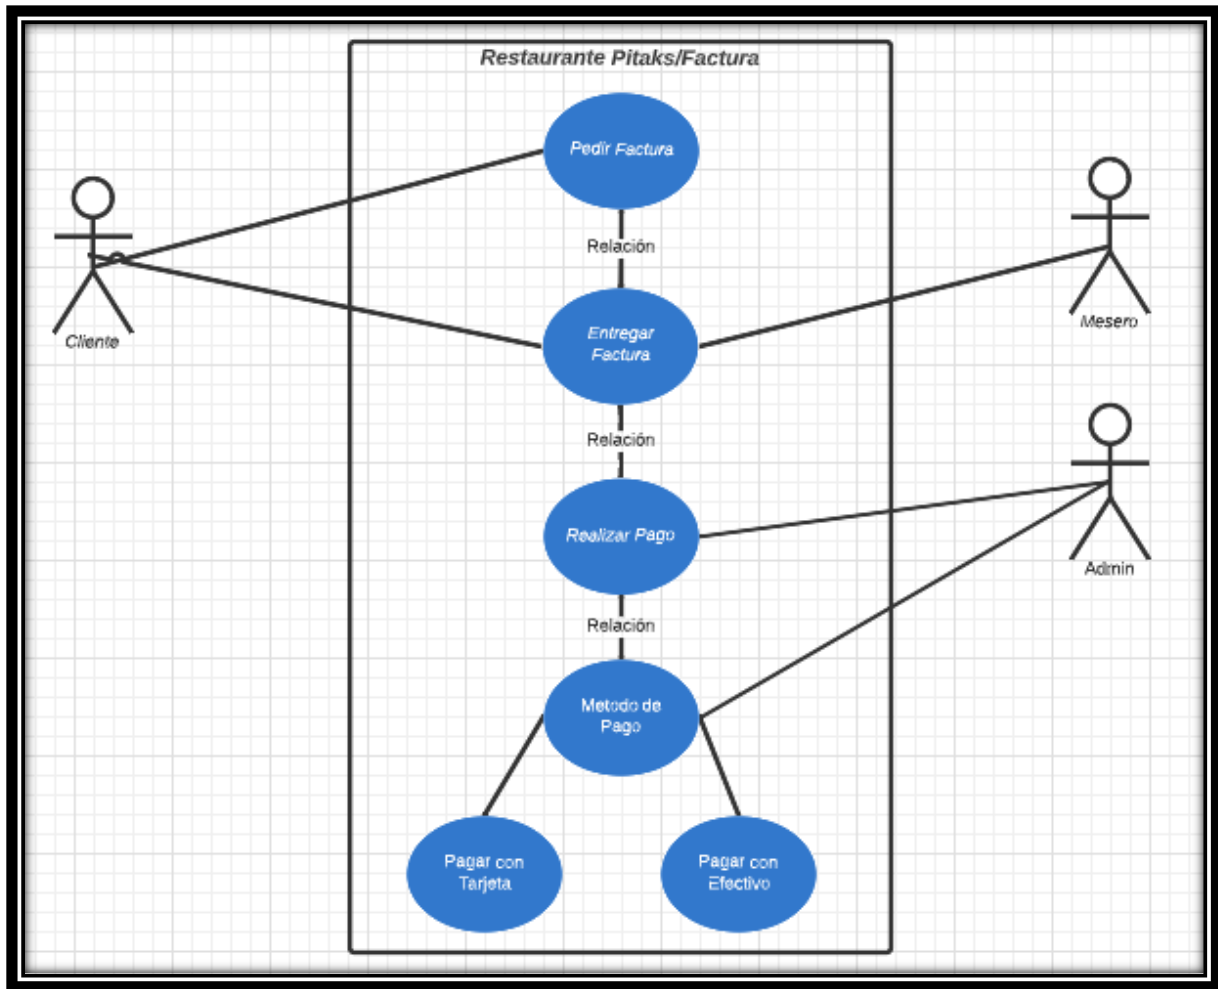 Restaurante Pitaks/Factura
Pedir Factura
Relación
Cliente
Mesero
Entregar
Factura
Relación
Realizar Pago
Admin
Relación
Metodo de
Pago
Pagar con
Tarjeta
Pagar con
Efectivo